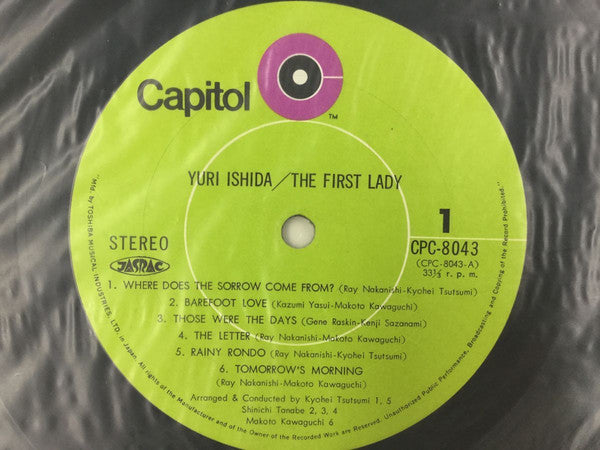 Capitol
TM
YURI ISHIDA/THE FIRST LADY
1
STEREO
CPC-8043
JASRAC
(CPC-8043-A)
33⅓ r. p. m.
1. WHERE DOES THE SORROW COME FROM? (Ray Nakanishi-Kyohei Tsutsumi)
2. BAREFOOT LOVE (Kazumi Yasui-Makoto Kawaguchi)
3. THOSE WERE THE DAYS (Gene Raskin-Kenji Sazanami)
4. THE LETTER (Ray Nakanishi-Makoto Kawaguchi)
5. RAINY RONDO (Ray Nakanishi-Kyohei Tsutsumi)
6. TOMORROW'S MORNING
(Ray Nakanishi-Makoto Kawaguchi)
Arranged & Conducted by Kyohei Tsutsumi 1, 5
Shinichi Tanabe 2, 3, 4
Makoto Kawaguchi 6
"Mfd. by TOSHIBA MUSICAL INDUSTRIES, LTD. in Japan. All rights of the Manufacturer and of the Owner of the Recorded Work are Reserved. Unauthorized Public Performance, Broadcasting and Copying of the Record Prohibited."